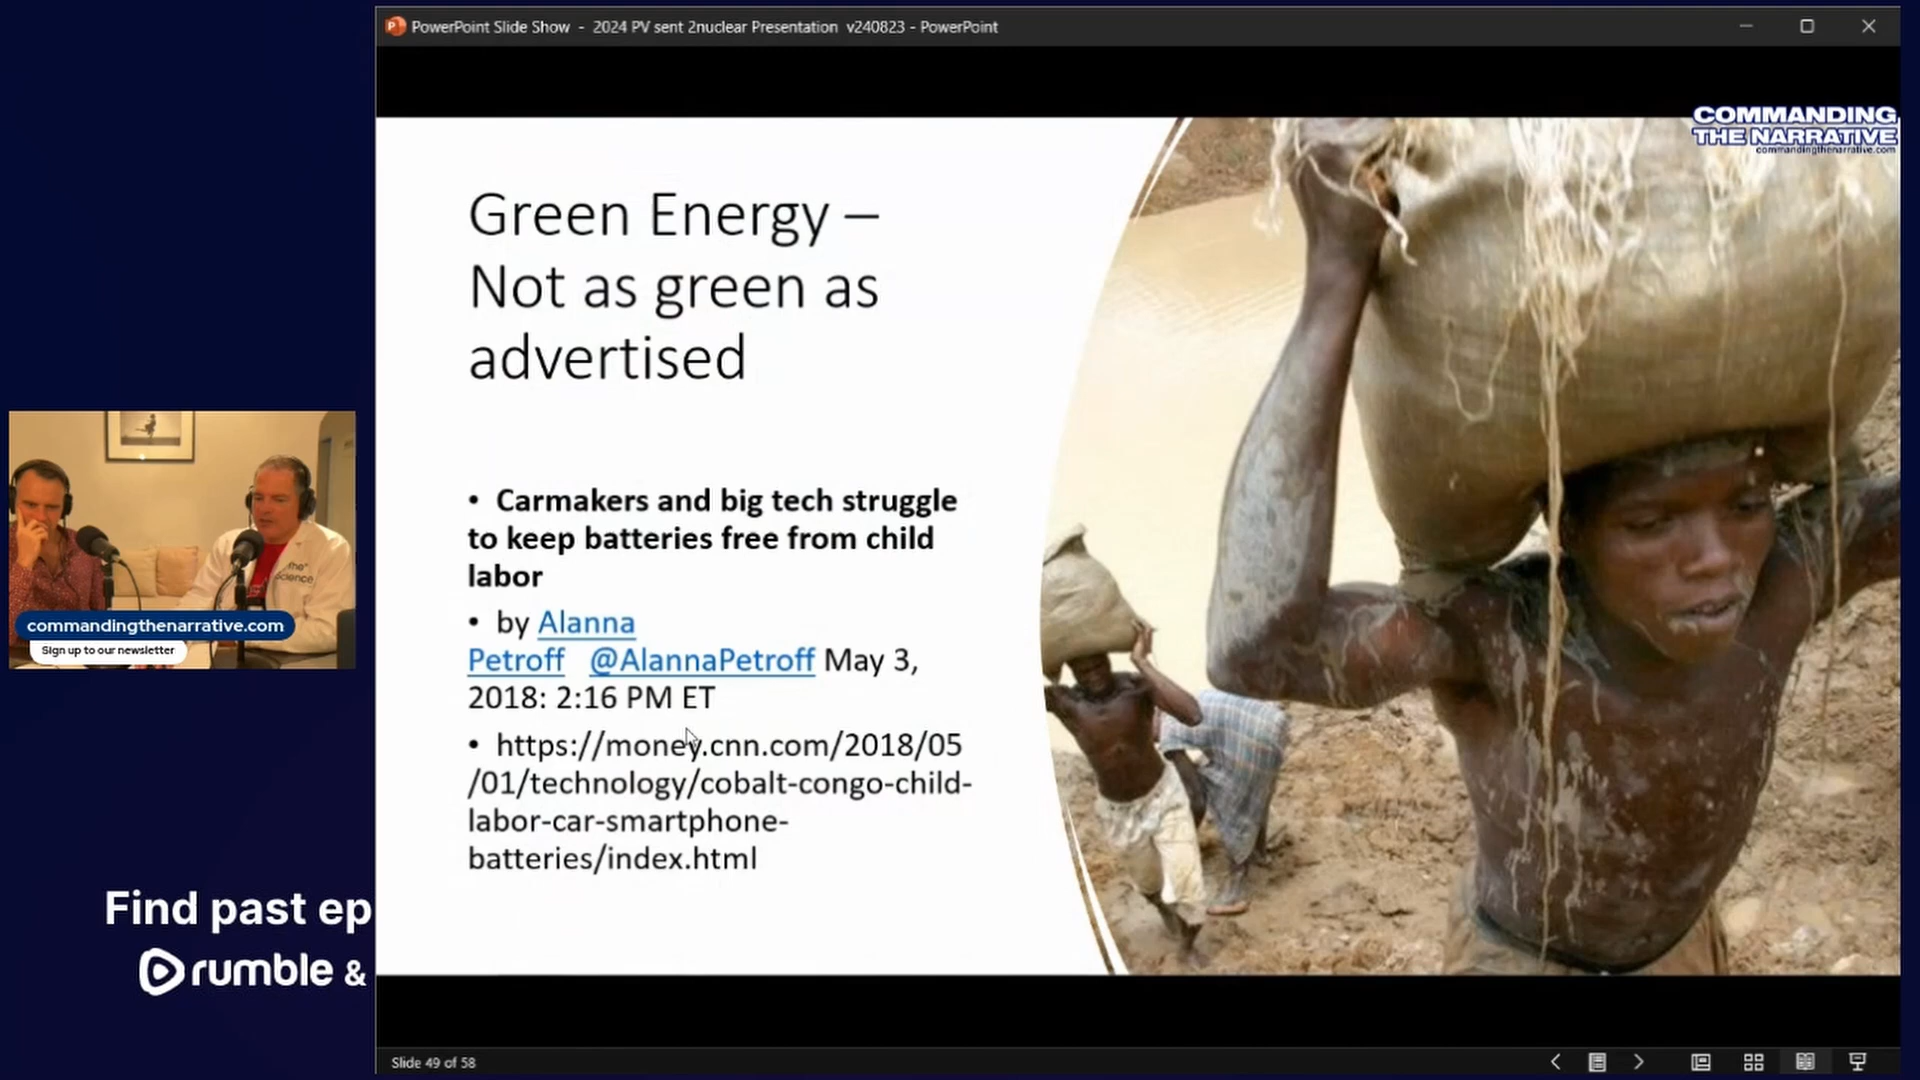 PowerPoint Slide Show - 2024 PV sent 2nuclear Presentation v240823 - PowerPoint
COMMANDING
THE NARRATIVE
commandingthenarrative.com
Green Energy –
Not as green as
advertised
• Carmakers and big tech struggle
to keep batteries free from child
labor
• by Alanna
Petroff @AlannaPetroff May 3,
2018: 2:16 PM ET
• https://money.cnn.com/2018/05
/01/technology/cobalt-congo-child-
labor-car-smartphone-
batteries/index.html
"the"
Science
commandingthenarrative.com
Sign up to our newsletter
Find past ep
rumble &
Slide 49 of 58